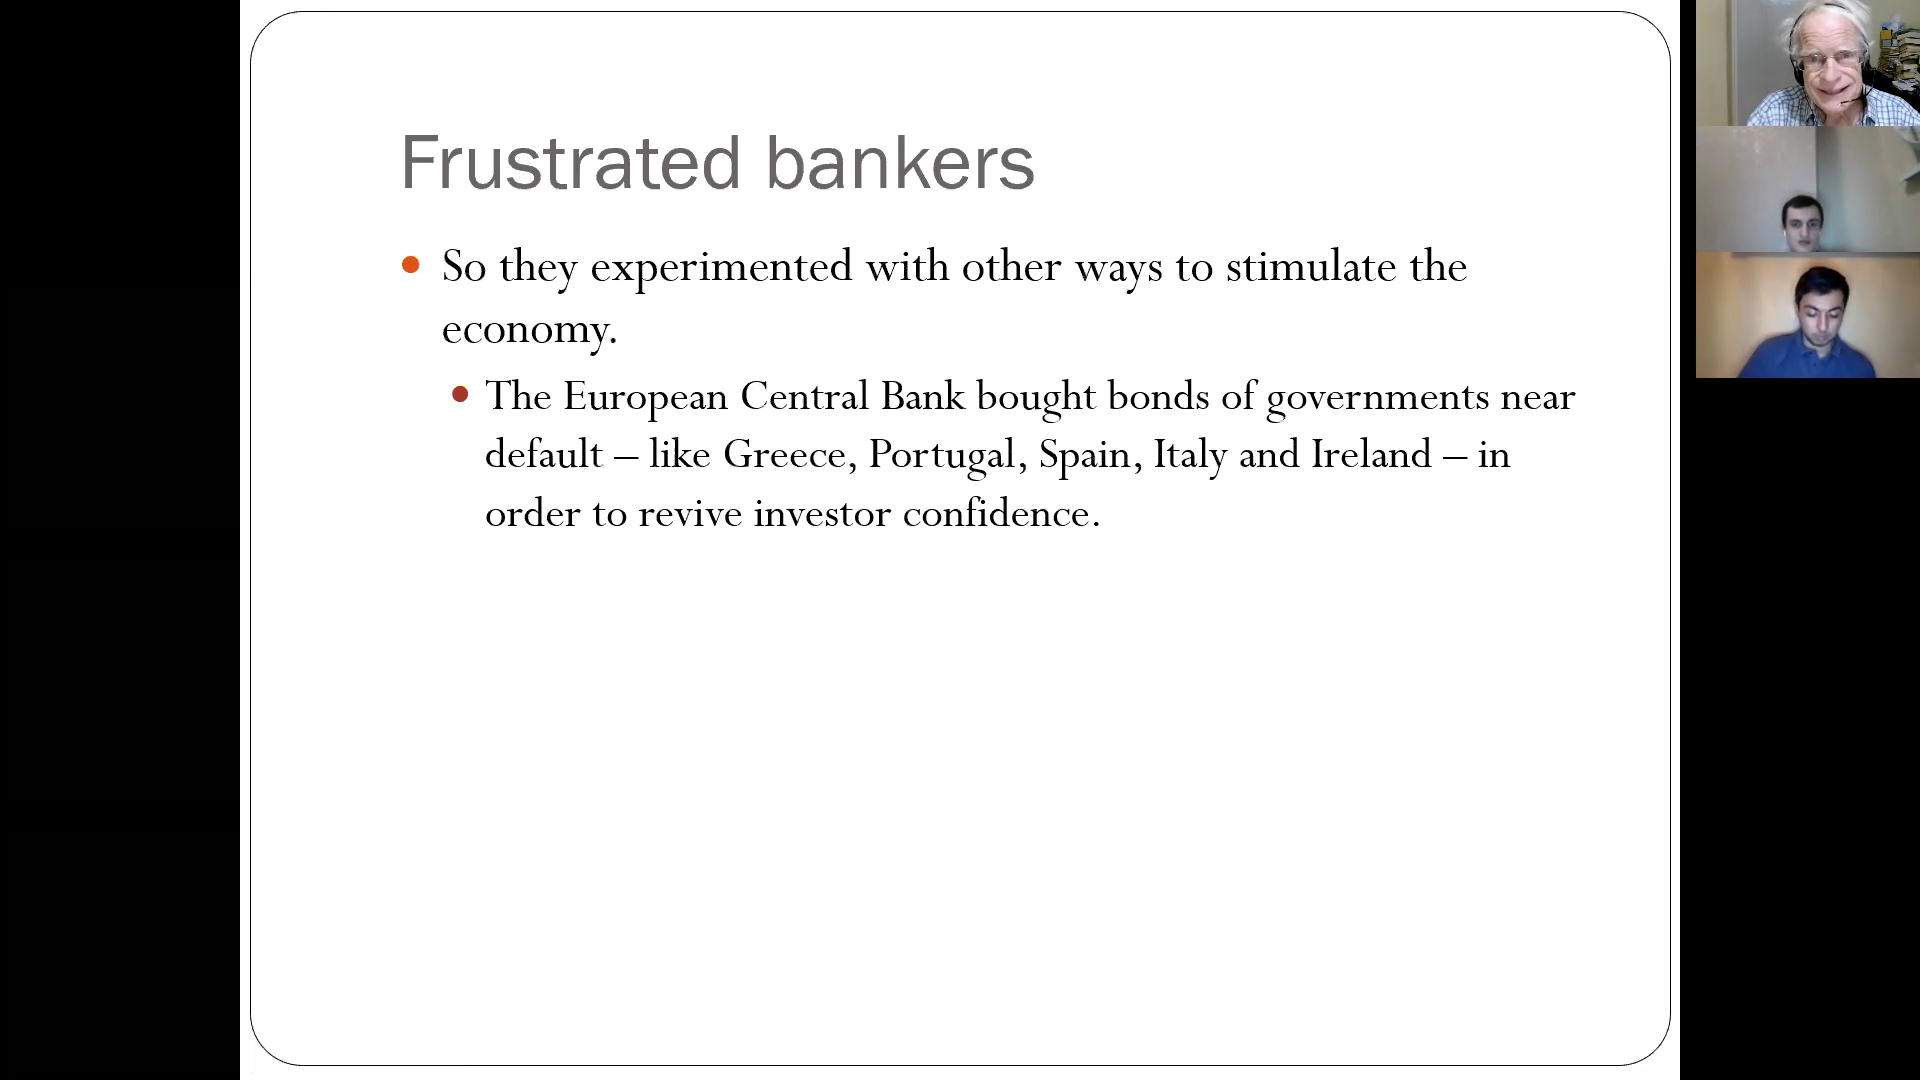 Frustrated bankers
So they experimented with other ways to stimulate the
economy.
The European Central Bank bought bonds of governments near
default – like Greece, Portugal, Spain, Italy and Ireland – in
order to revive investor confidence.